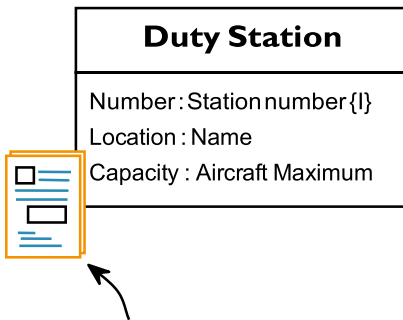 Duty Station
Number : Station number {I}
Location : Name
Capacity : Aircraft Maximum